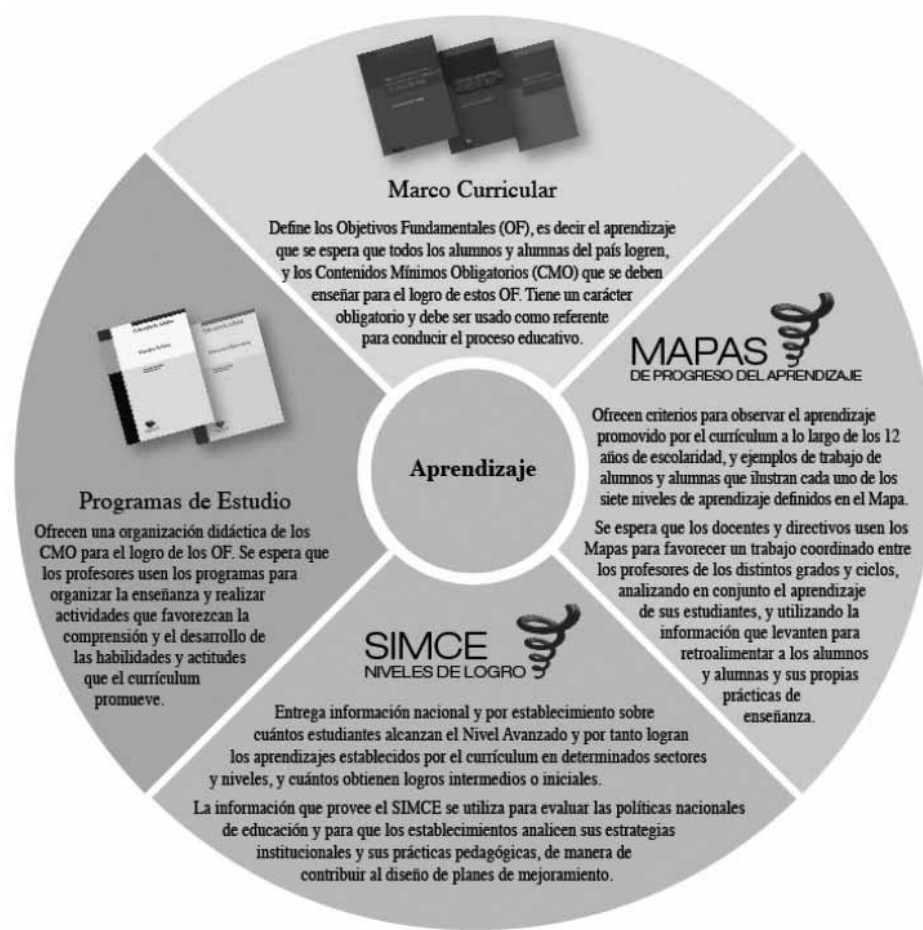 Marco Curricular
Define los Objetivos Fundamentales (OF), es decir el aprendizaje
que se espera que todos los alumnos y alumnas del país logren,
y los Contenidos Mínimos Obligatorios (CMO) que se deben
enseñar para el logro de estos OF. Tiene un carácter
obligatorio y debe ser usado como referente
para conducir el proceso educativo.
MAPAS
DE PROGRESO DEL APRENDIZAJE
Ofrecen criterios para observar el aprendizaje
promovido por el currículum a lo largo de los 12
años de escolaridad, y ejemplos de trabajo de
alumnos y alumnas que ilustran cada uno de los
siete niveles de aprendizaje definidos en el Mapa.
Se espera que los docentes y directivos usen los
Mapas para favorecer un trabajo coordinado entre
los profesores de los distintos grados y ciclos,
analizando en conjunto el aprendizaje
de sus estudiantes, y utilizando la
información que levanten para
retroalimentar a los alumnos
y alumnas y sus propias
prácticas de
enseñanza.
Aprendizaje
Programas de Estudio
Ofrecen una organización didáctica de los
CMO para el logro de los OF. Se espera que
los profesores usen los programas para
organizar la enseñanza y realizar
actividades que favorezcan la
comprensión y el desarrollo de
las habilidades y actitudes
que el currículum
promueve.
SIMCE
NIVELES DE LOGRO
Entrega información nacional y por establecimiento sobre
cuántos estudiantes alcanzan el Nivel Avanzado y por tanto logran
los aprendizajes establecidos por el currículum en determinados sectores
y niveles, y cuántos obtienen logros intermedios o iniciales.
La información que provee el SIMCE se utiliza para evaluar las políticas nacionales
de educación y para que los establecimientos analicen sus estrategias
institucionales y sus prácticas pedagógicas, de manera de
contribuir al diseño de planes de mejoramiento.